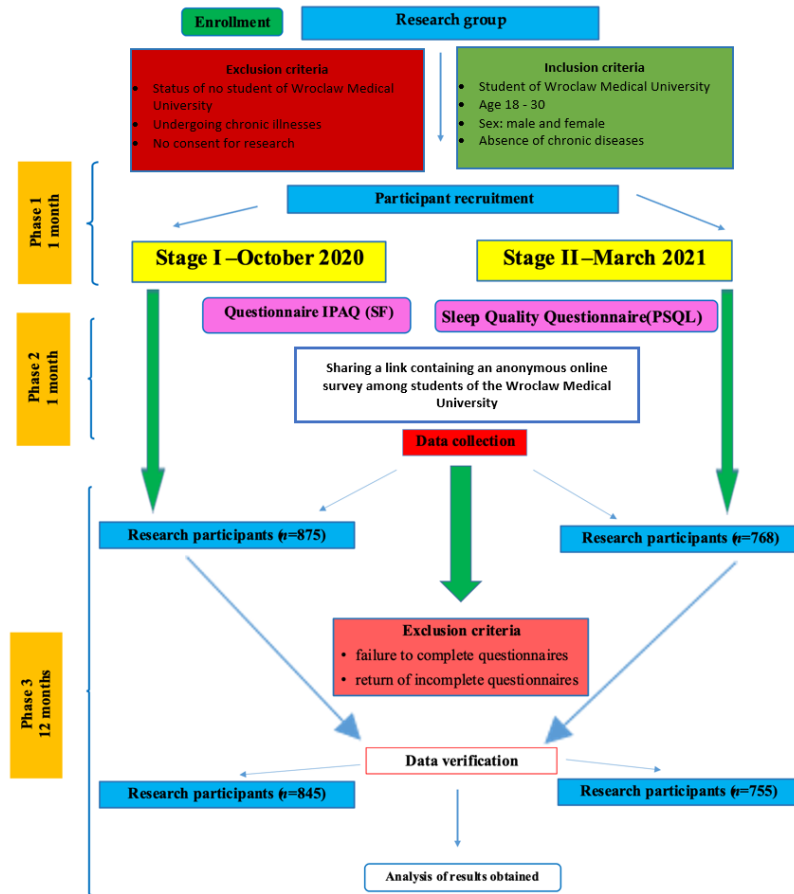 Enrollment
Research group
Exclusion criteria
• Status of no student of Wroclaw Medical
University
• Undergoing chronic illnesses
• No consent for research
Inclusion criteria
• Student of Wroclaw Medical University
• Age 18 - 30
• Sex: male and female
• Absence of chronic diseases
Phase 1
1 month
Participant recruitment
Stage I –October 2020
Stage II –March 2021
Phase 2
1 month
Questionnaire IPAQ (SF)
Sleep Quality Questionnaire(PSQL)
Sharing a link containing an anonymous online
survey among students of the Wroclaw Medical
University
Data collection
Phase 3
12 months
Research participants (n=875)
Research participants (n=768)
Exclusion criteria
• failure to complete questionnaires
• return of incomplete questionnaires
Data verification
Research participants (n=845)
Research participants (n=755)
Analysis of results obtained